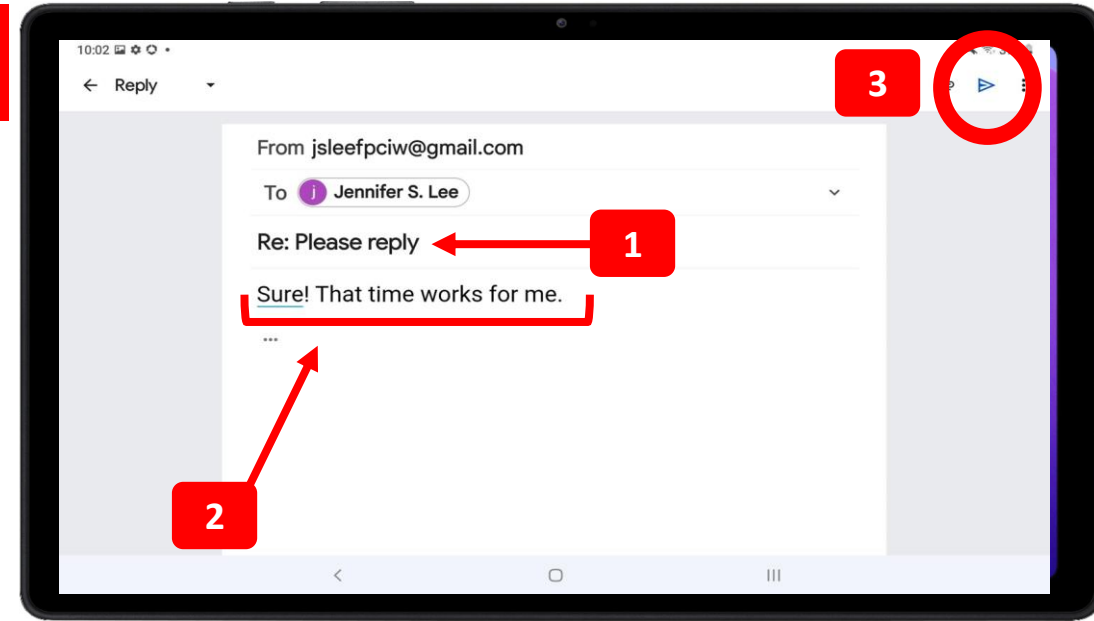 10:02
Reply
3
From jsleefpciw@gmail.com
To j Jennifer S. Lee
Re: Please reply
1
Sure! That time works for me.
...
2